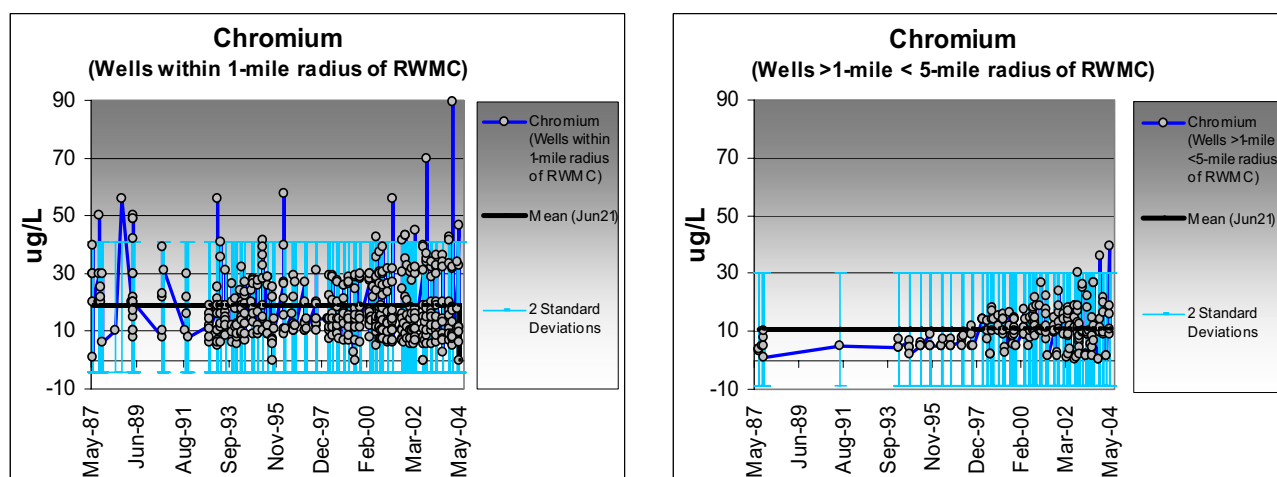 Chromium
(Wells within 1-mile radius of RWMC)
90
70
50
30
10
-10
ug/L
May-87
Jun-89
Aug-91
Sep-93
Nov-95
Dec-97
Feb-00
Mar-02
May-04
Chromium
(Wells within
1-mile radius
of RWMC)
Mean (Jun21)
2 Standard
Deviations
Chromium
(Wells >1-mile < 5-mile radius of RWMC)
90
70
50
30
10
-10
ug/L
May-87
Jun-89
Aug-91
Sep-93
Nov-95
Dec-97
Feb-00
Mar-02
May-04
Chromium
(Wells >1-mile
<5-mile radius
of RWMC)
Mean (Jun21)
2 Standard
Deviations